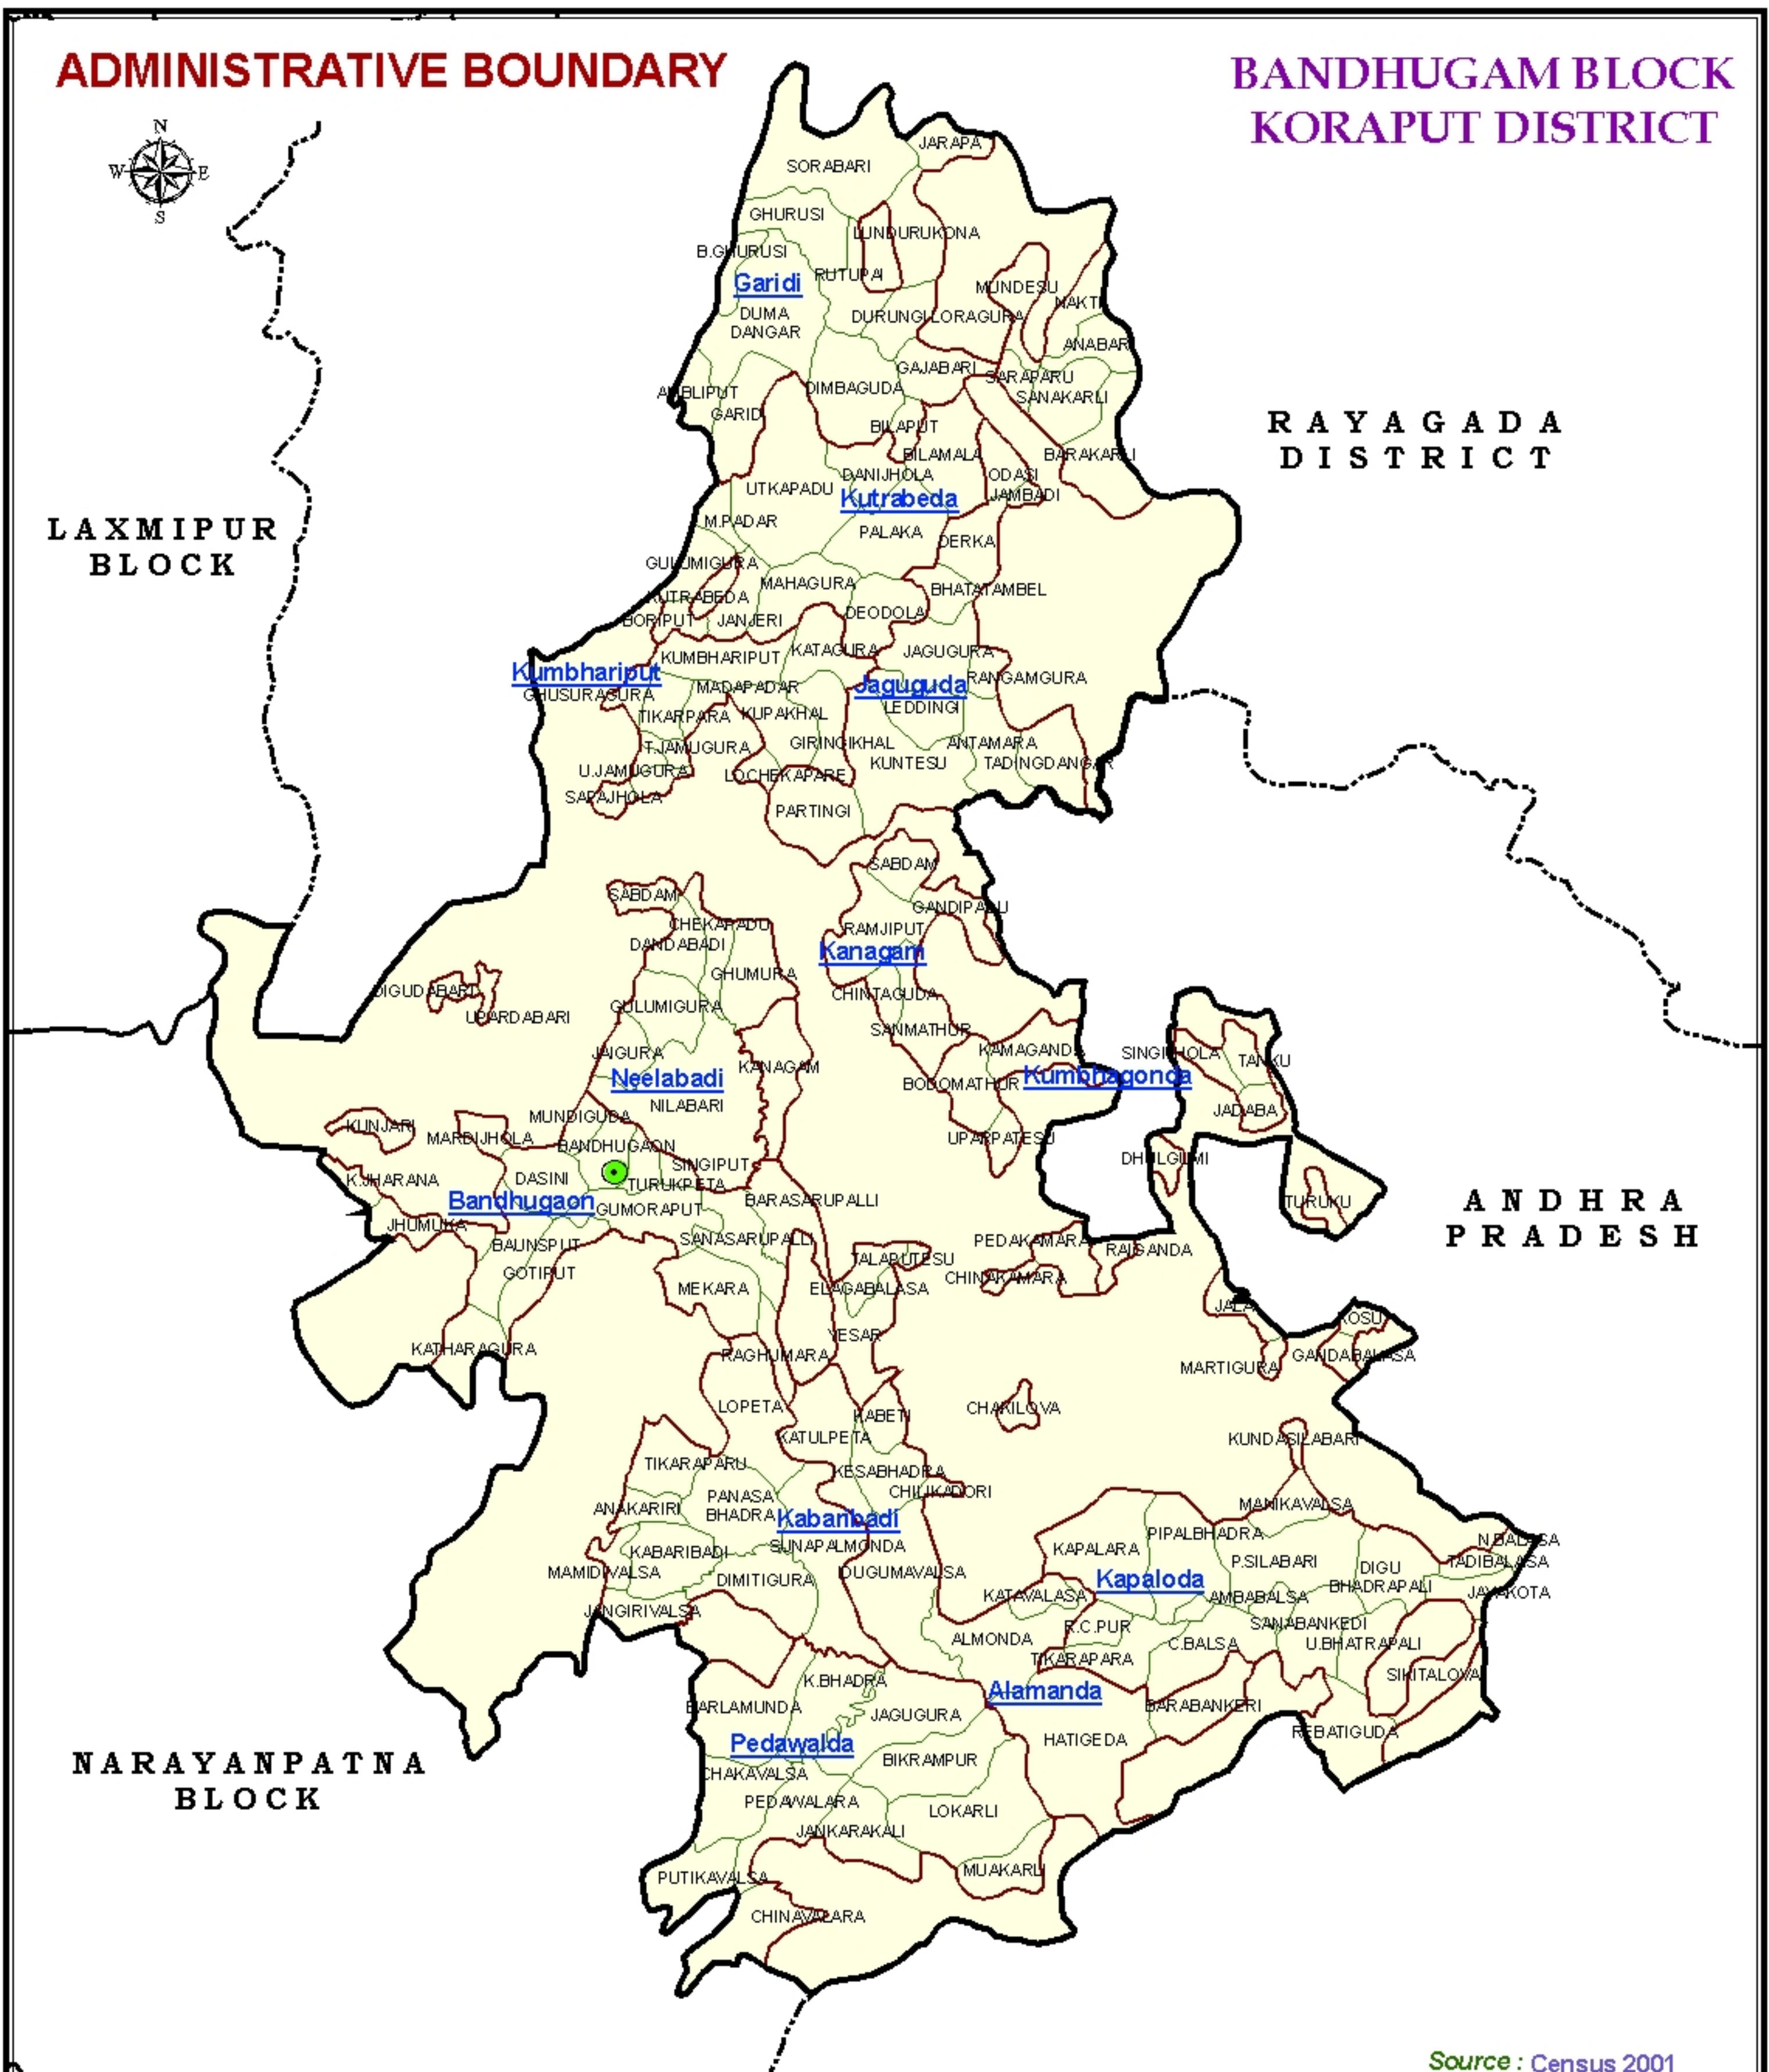 ADMINISTRATIVE BOUNDARY
BANDHUGAM BLOCK
KORAPUT DISTRICT
N
W
E
S
JARAPA
SORABARI
GHURUSI
LUNDURUKONA
B.GHURUSI
RUTUPAI
Garidi
MUNDESU
NAKTI
DUMA
DANGAR
DURUNGI
LORAGURA
ANABARI
GAJABARI
SARAPARU
DIMBAGUDA
AMBLIPUT
SANAKARLI
GARIDI
BILAPUT
RAYAGADA
DISTRICT
BILAMALA
BARAKARLI
DANIJHOLA
ODASI
UTKAPADU
Kutrabeda
JAMBADI
LAXMIPUR
BLOCK
M.PADAR
PALAKA
DERKA
GULUMIGURA
MAHAGURA
BHATATAMBEL
KUTRABEDA
DEODOLA
BORIPUT
JANJERI
KATAGURA
JAGUGURA
KUMBHARIPUT
Kumbhariput
RANGAMGURA
MADAPADAR
Jaguguda
GHUSURAGURA
LEDDINGI
TIKARPARA
KUPAKHAL
T.JAMUGURA
GIRINGIKHAL
ANTAMARA
KUNTESU
TADINGDANGAR
U.JAMUGURA
LOCHEKAPARE
SAPAJHOLA
PARTINGI
SABDAM
SABDAM
GANDIPADU
CHEKAPADU
RAMJIPUT
DANDABADI
Kanagam
GHUMURA
DIGUDABARI
CHINTAGUDA
GULUMIGURA
UPARDABARI
SANMATHUR
JAIGURA
KAMAGANDA
SINGIJHOLA
TANKU
KANAGAM
Neelabadi
BODOMATHUR
Kumbhagonda
NILABARI
JADABA
MUNDIGUDA
KUNJARI
MARDIJHOLA
BANDHUGAON
UPARPATESU
SINGIPUT
DHULGUMI
K.JHARANA
DASINI
TURUKPETA
Bandhugaon
GUMORAPUT
BARASARUPALLI
TURUKU
ANDHRA
PRADESH
JHUMUKA
BAUNSPUT
SANASARUPALLI
PEDAKAMARA
RAIGANDA
GOTIPUT
TALAPUTESU
CHINAKAMARA
MEKARA
ELAGABALASA
JALA
KOSU
YESAR
KATHARAGURA
RAGHUMARA
MARTIGURA
GANDABALASA
LOPETA
KABETI
CHAKILOVA
KATULPETA
KUNDASILABARI
TIKARAPARU
KESABHADRA
PANASA
BHADRA
CHILIKADORI
ANAKARIRI
MANIKAVALSA
Kabaribadi
PIPALBHADRA
N.BALASA
KABARIBADI
SUNAPALMONDA
KAPALARA
P.SILABARI
TADIBALASA
MAMIDIVALSA
DIMITIGURA
DUGUMAVALSA
Kapaloda
DIGU
BHADRAPALI
JAYAKOTA
KATAVALASA
AMBABALSA
JANGIRIVALSA
R.C.PUR
SANABANKEDI
ALMONDA
C.BALSA
U.BHATRAPALI
TIKARAPARA
SIKITALOVA
K.BHADRA
Alamanda
BARLAMUNDA
BARABANKERI
JAGUGURA
REBATIGUDA
Pedawalda
HATIGEDA
NARAYANPATNA
BLOCK
BIKRAMPUR
CHAKAVALSA
PEDAWALARA
LOKARLI
JANKARAKALI
MUAKARLI
PUTIKAVALSA
CHINAVALARA
Source : Census 2001